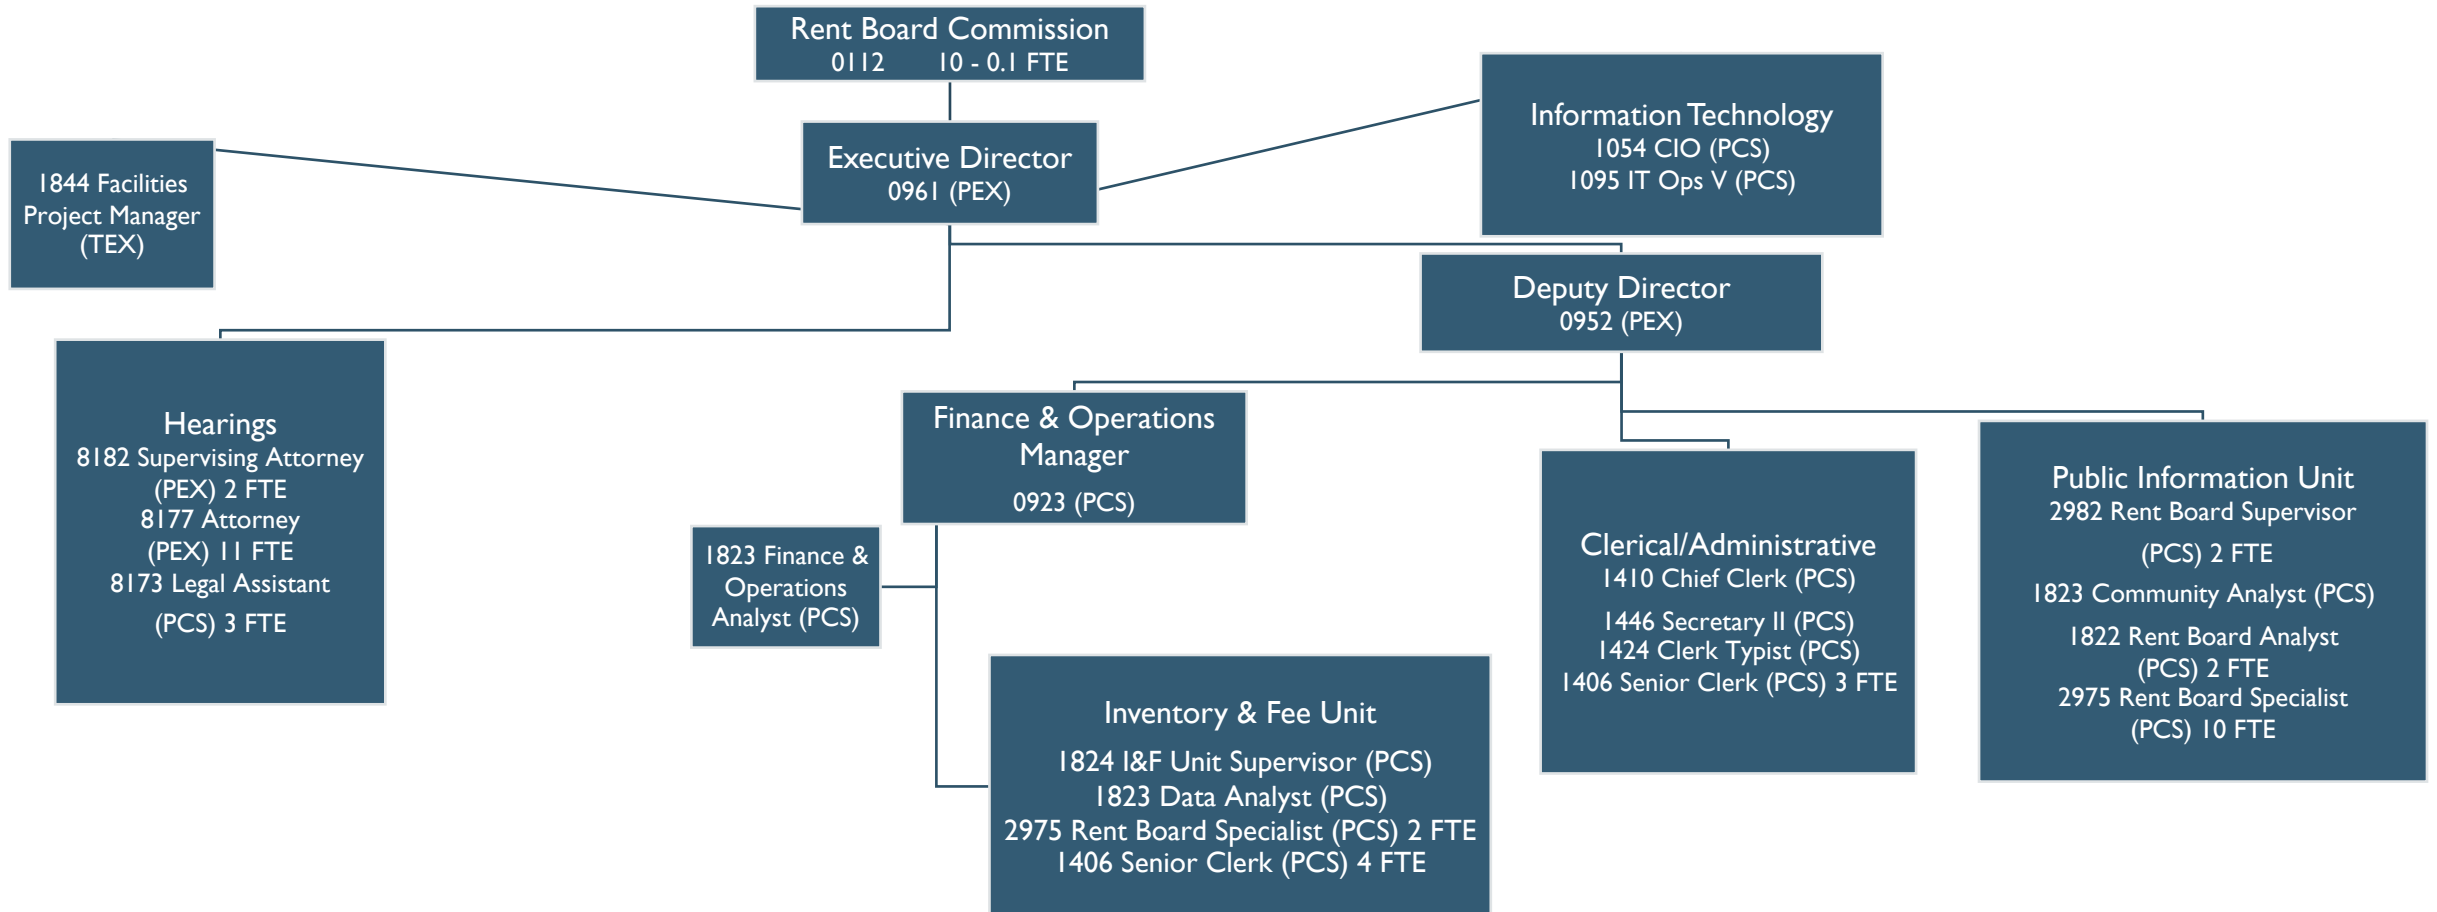 Rent Board Commission
0112 10 - 0.1 FTE
Executive Director
0961 (PEX)
Information Technology
1054 CIO (PCS)
1095 IT Ops V (PCS)
1844 Facilities
Project Manager
(TEX)
Deputy Director
0952 (PEX)
Hearings
8182 Supervising Attorney
(PEX) 2 FTE
8177 Attorney
(PEX) 11 FTE
8173 Legal Assistant
(PCS) 3 FTE
Finance & Operations
Manager
0923 (PCS)
1823 Finance &
Operations
Analyst (PCS)
Inventory & Fee Unit
1824 I&F Unit Supervisor (PCS)
1823 Data Analyst (PCS)
2975 Rent Board Specialist (PCS) 2 FTE
1406 Senior Clerk (PCS) 4 FTE
Clerical/Administrative
1410 Chief Clerk (PCS)
1446 Secretary II (PCS)
1424 Clerk Typist (PCS)
1406 Senior Clerk (PCS) 3 FTE
Public Information Unit
2982 Rent Board Supervisor
(PCS) 2 FTE
1823 Community Analyst (PCS)
1822 Rent Board Analyst
(PCS) 2 FTE
2975 Rent Board Specialist
(PCS) 10 FTE